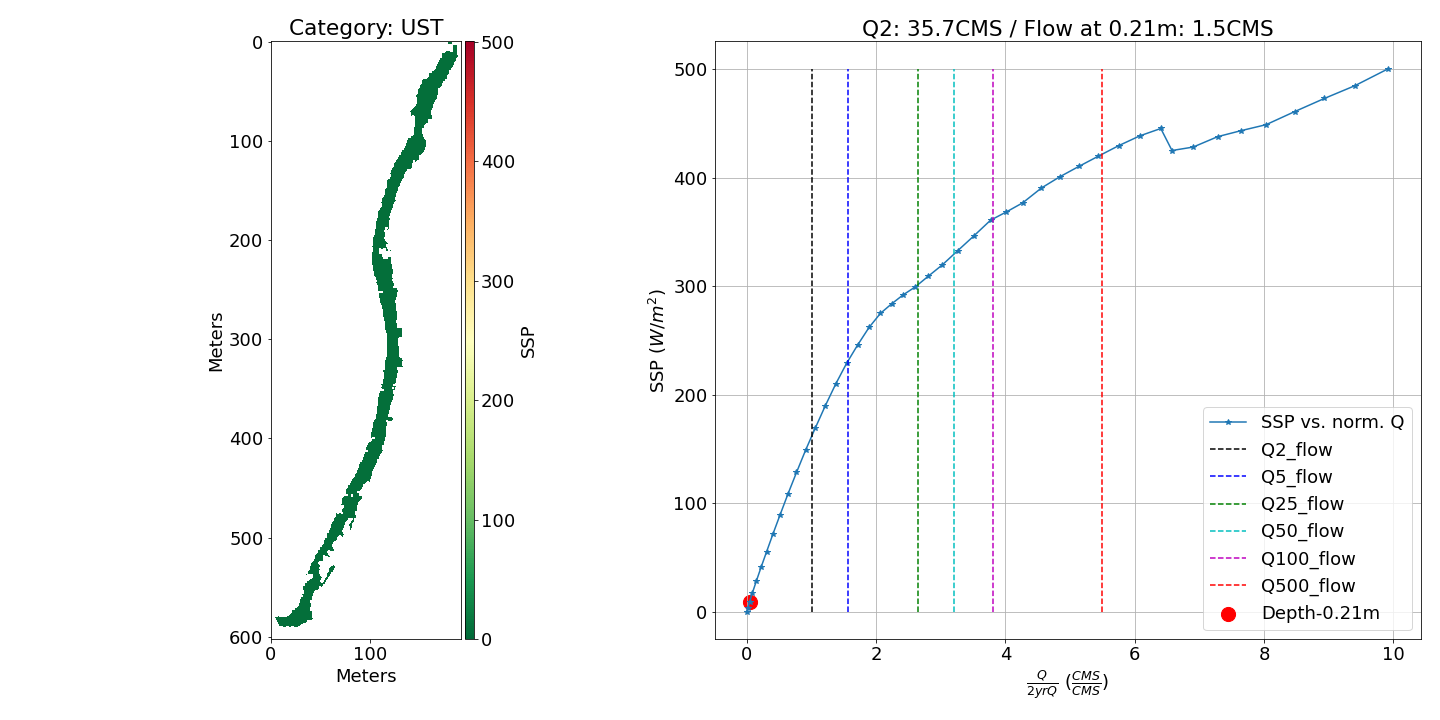 Category: UST
0
100
200
300
400
500
600
Meters
0
100
Meters
500
400
300
200
100
0
SSP
Q2: 35.7CMS / Flow at 0.21m: 1.5CMS
500
400
300
200
100
0
SSP (W/m²)
0
2
4
6
8
10
Q/2yrQ (CMS/CMS)
SSP vs. norm. Q
Q2_flow
Q5_flow
Q25_flow
Q50_flow
Q100_flow
Q500_flow
Depth-0.21m